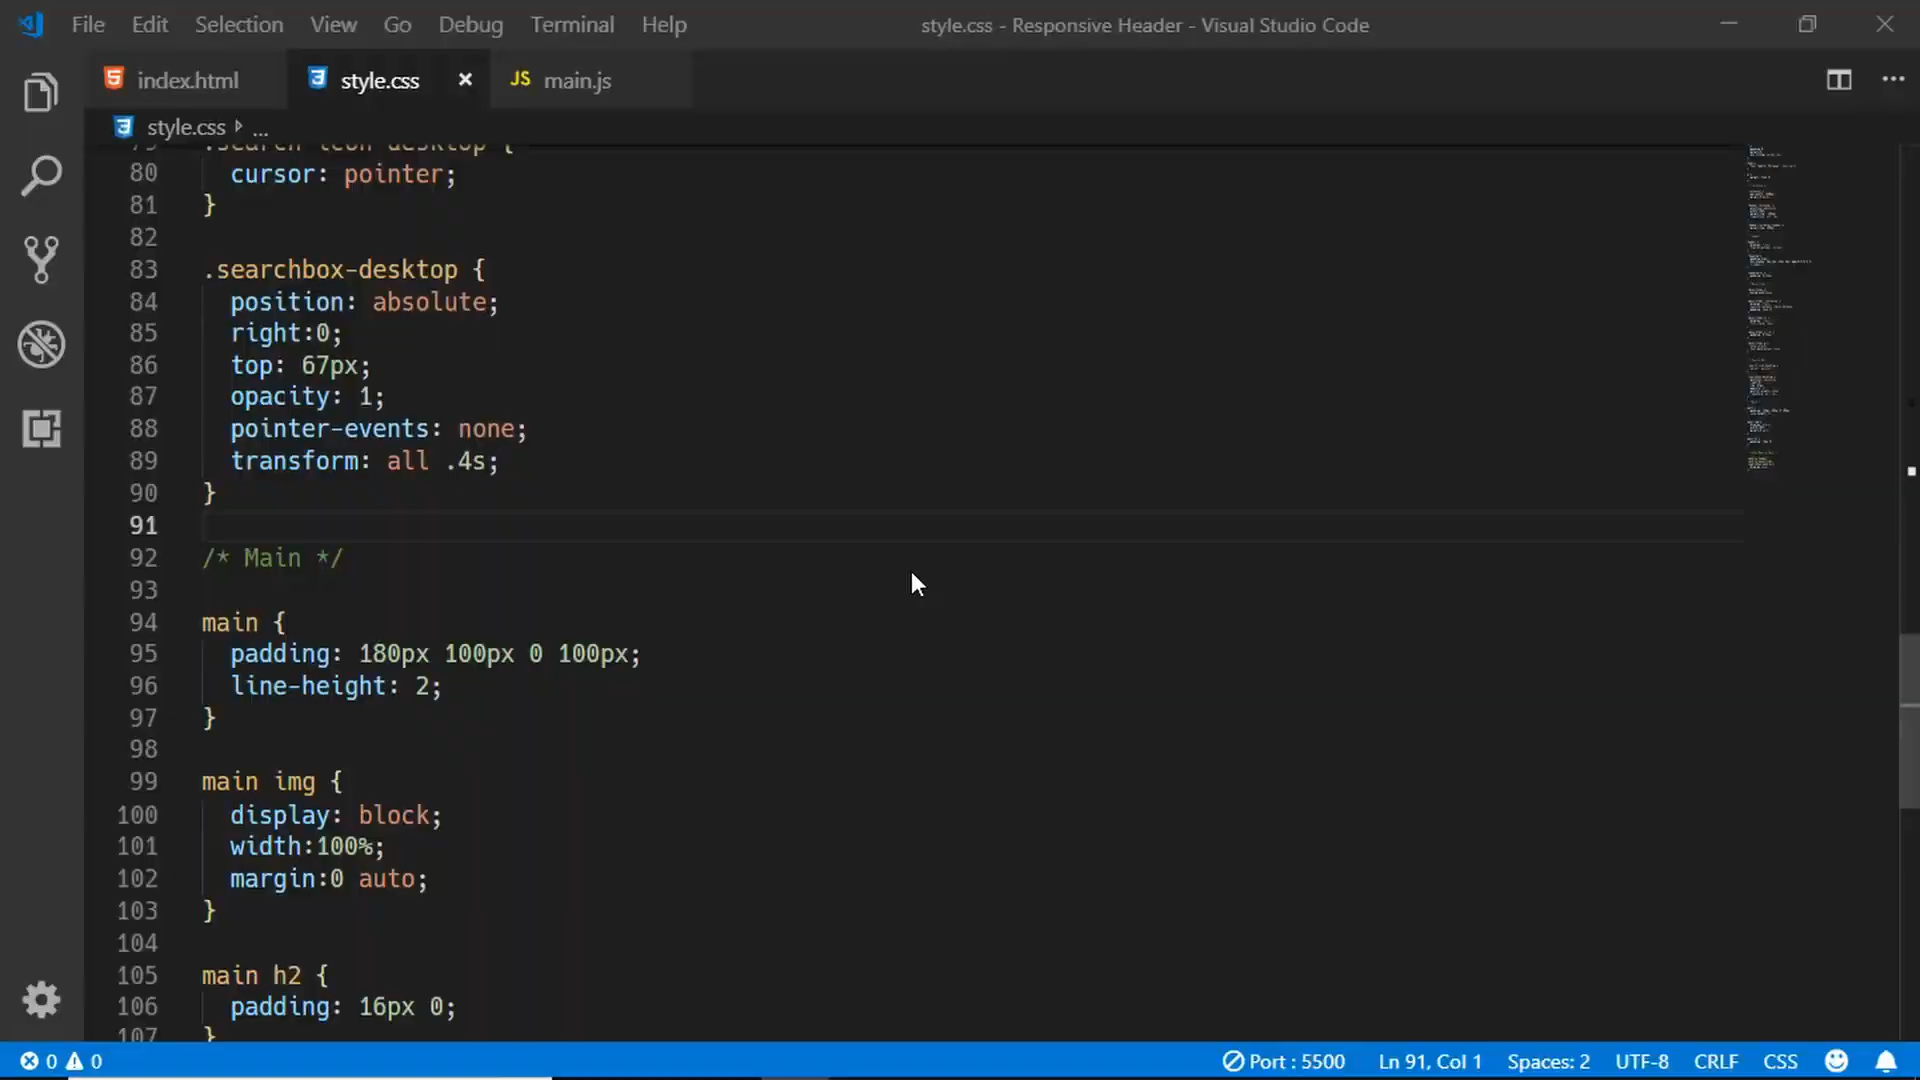 File Edit Selection View Go Debug Terminal Help style.css - Responsive Header - Visual Studio Code
index.html style.css JS main.js
style.css ...
80 cursor: pointer;
81 }
82
83 .searchbox-desktop {
84 position: absolute;
85 right:0;
86 top: 67px;
87 opacity: 1;
88 pointer-events: none;
89 transform: all .4s;
90 }
91
92 /* Main */
93
94 main {
95 padding: 180px 100px 0 100px;
96 line-height: 2;
97 }
98
99 main img {
100 display: block;
101 width:100%;
102 margin:0 auto;
103 }
104
105 main h2 {
106 padding: 16px 0;
107 }
0 0 Port : 5500 Ln 91, Col 1 Spaces: 2 UTF-8 CRLF CSS